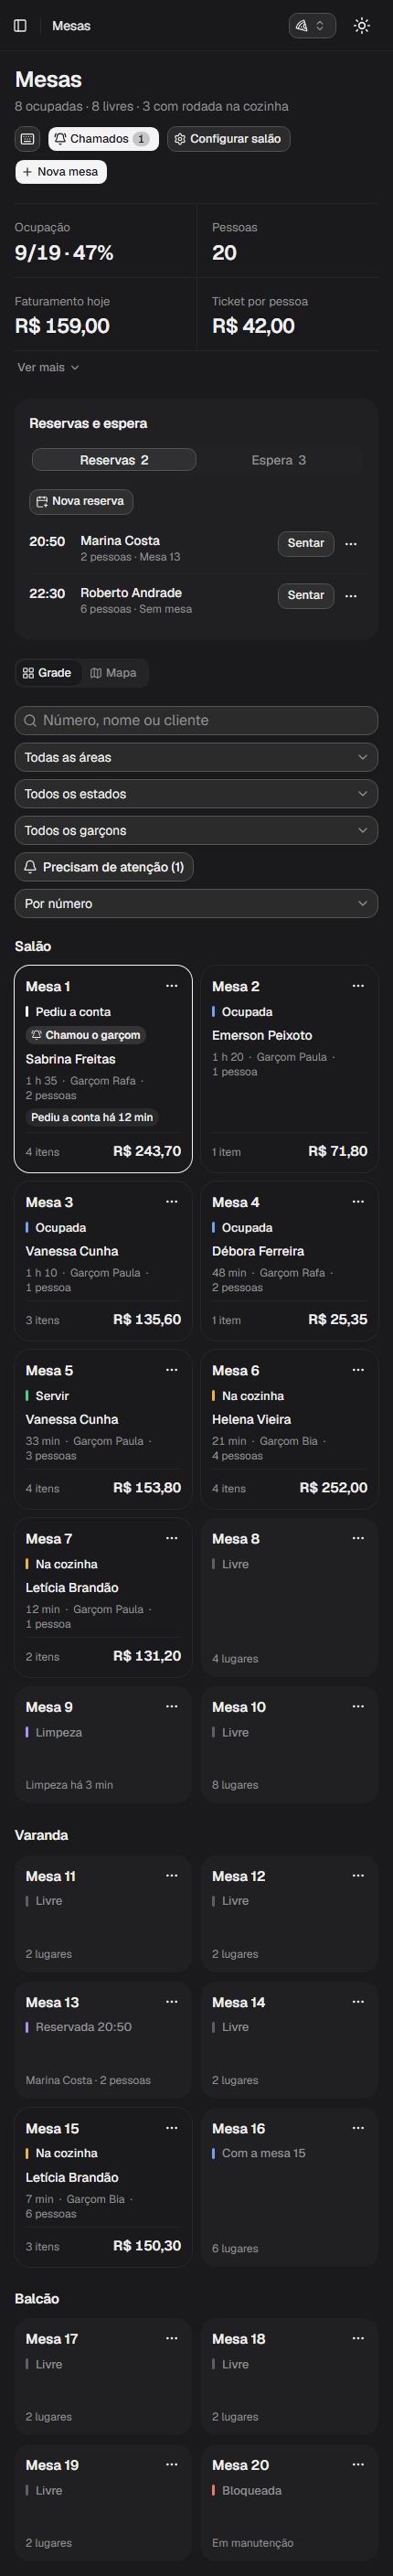 Mesas
Mesas
8 ocupadas · 8 livres · 3 com rodada na cozinha
Chamados 1
Configurar salão
Nova mesa
Ocupação
9/19 · 47%
Pessoas
20
Faturamento hoje
R$ 159,00
Ticket por pessoa
R$ 42,00
Ver mais
Reservas e espera
Reservas 2
Espera 3
Nova reserva
20:50 Marina Costa
2 pessoas · Mesa 13
Sentar
22:30 Roberto Andrade
6 pessoas · Sem mesa
Sentar
Grade
Mapa
Número, nome ou cliente
Todas as áreas
Todos os estados
Todos os garçons
Precisam de atenção (1)
Por número
Salão
Mesa 1
Pediu a conta
Chamou o garçom
Sabrina Freitas
1 h 35 · Garçom Rafa ·
2 pessoas
Pediu a conta há 12 min
4 itens R$ 243,70
Mesa 2
Ocupada
Emerson Peixoto
1 h 20 · Garçom Paula ·
1 pessoa
1 item R$ 71,80
Mesa 3
Ocupada
Vanessa Cunha
1 h 10 · Garçom Paula ·
1 pessoa
3 itens R$ 135,60
Mesa 4
Ocupada
Débora Ferreira
48 min · Garçom Rafa ·
2 pessoas
1 item R$ 25,35
Mesa 5
Servir
Vanessa Cunha
33 min · Garçom Paula ·
3 pessoas
4 itens R$ 153,80
Mesa 6
Na cozinha
Helena Vieira
21 min · Garçom Bia ·
4 pessoas
4 itens R$ 252,00
Mesa 7
Na cozinha
Letícia Brandão
12 min · Garçom Paula ·
1 pessoa
2 itens R$ 131,20
Mesa 8
Livre
4 lugares
Mesa 9
Limpeza
Limpeza há 3 min
Mesa 10
Livre
8 lugares
Varanda
Mesa 11
Livre
2 lugares
Mesa 12
Livre
2 lugares
Mesa 13
Reservada 20:50
Marina Costa · 2 pessoas
Mesa 14
Livre
2 lugares
Mesa 15
Na cozinha
Letícia Brandão
7 min · Garçom Bia ·
6 pessoas
3 itens R$ 150,30
Mesa 16
Com a mesa 15
6 lugares
Balcão
Mesa 17
Livre
2 lugares
Mesa 18
Livre
2 lugares
Mesa 19
Livre
2 lugares
Mesa 20
Bloqueada
Em manutenção